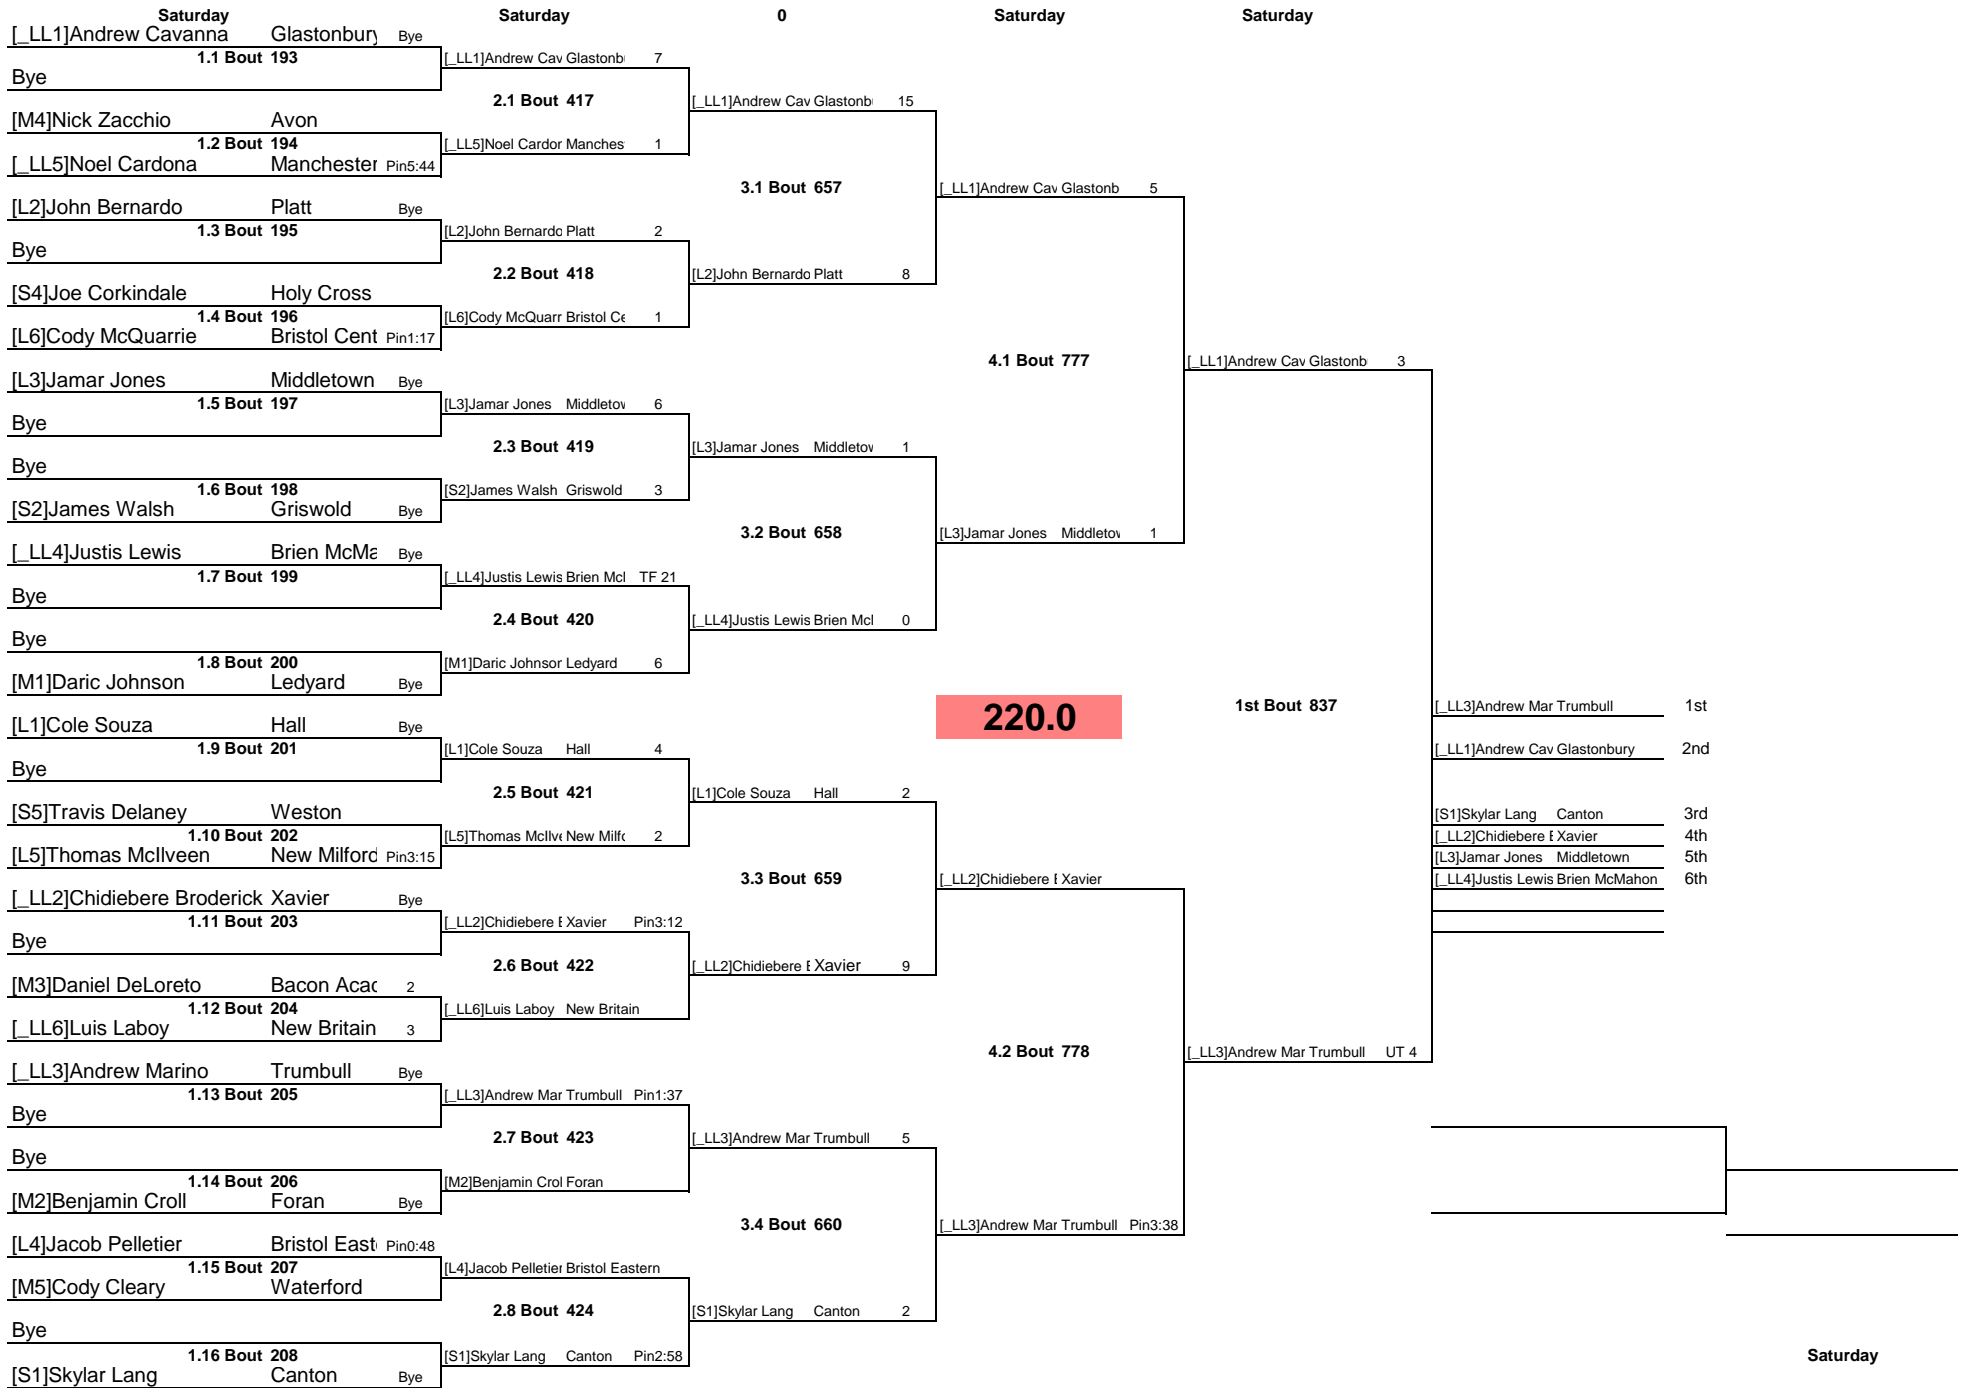 Saturday Saturday 0 Saturday Saturday
[_LL1]Andrew Cavanna Glastonbury Bye
1.1 Bout 193
Bye
[M4]Nick Zacchio Avon
1.2 Bout 194
[_LL5]Noel Cardona Manchester Pin5:44
[L2]John Bernardo Platt Bye
1.3 Bout 195
Bye
[S4]Joe Corkindale Holy Cross
1.4 Bout 196
[L6]Cody McQuarrie Bristol Cent Pin1:17
[L3]Jamar Jones Middletown Bye
1.5 Bout 197
Bye
Bye
1.6 Bout 198
[S2]James Walsh Griswold Bye
[_LL4]Justis Lewis Brien McMa Bye
1.7 Bout 199
Bye
Bye
1.8 Bout 200
[M1]Daric Johnson Ledyard Bye
[L1]Cole Souza Hall Bye
1.9 Bout 201
Bye
[S5]Travis Delaney Weston
1.10 Bout 202
[L5]Thomas McIlveen New Milford Pin3:15
[_LL2]Chidiebere Broderick Xavier Bye
1.11 Bout 203
Bye
[M3]Daniel DeLoreto Bacon Acac 2
1.12 Bout 204
[_LL6]Luis Laboy New Britain 3
[_LL3]Andrew Marino Trumbull Bye
1.13 Bout 205
Bye
Bye
1.14 Bout 206
[M2]Benjamin Croll Foran Bye
[L4]Jacob Pelletier Bristol East Pin0:48
1.15 Bout 207
[M5]Cody Cleary Waterford
Bye
1.16 Bout 208
[S1]Skylar Lang Canton Bye
[_LL1]Andrew Cav Glastonb 7
2.1 Bout 417
[_LL5]Noel Cardor Manches 1
[L2]John Bernardo Platt 2
2.2 Bout 418
[L6]Cody McQuarr Bristol Ce 1
[L3]Jamar Jones Middletov 6
2.3 Bout 419
[S2]James Walsh Griswold 3
[_LL4]Justis Lewis Brien Mcl TF 21
2.4 Bout 420
[M1]Daric Johnsor Ledyard 6
[L1]Cole Souza Hall 4
2.5 Bout 421
[L5]Thomas McIlve New Milfc 2
[_LL2]Chidiebere E Xavier Pin3:12
2.6 Bout 422
[_LL6]Luis Laboy New Britain
[_LL3]Andrew Mar Trumbull Pin1:37
2.7 Bout 423
[M2]Benjamin Crol Foran
[L4]Jacob Pelletier Bristol Eastern
2.8 Bout 424
[S1]Skylar Lang Canton Pin2:58
[_LL1]Andrew Cav Glastonb 15
3.1 Bout 657
[L2]John Bernardo Platt 8
[L3]Jamar Jones Middletov 1
3.2 Bout 658
[_LL4]Justis Lewis Brien Mcl 0
[L1]Cole Souza Hall 2
3.3 Bout 659
[_LL2]Chidiebere E Xavier 9
[_LL3]Andrew Mar Trumbull 5
3.4 Bout 660
[S1]Skylar Lang Canton 2
[_LL1]Andrew Cav Glastonb 5
4.1 Bout 777
[L3]Jamar Jones Middletov 1
220.0
[_LL2]Chidiebere E Xavier
4.2 Bout 778
[_LL3]Andrew Mar Trumbull Pin3:38
[_LL1]Andrew Cav Glastonb 3
1st Bout 837
[_LL3]Andrew Mar Trumbull UT 4
[_LL3]Andrew Mar Trumbull 1st
[_LL1]Andrew Cav Glastonbury 2nd
[S1]Skylar Lang Canton 3rd
[_LL2]Chidiebere E Xavier 4th
[L3]Jamar Jones Middletown 5th
[_LL4]Justis Lewis Brien McMahon 6th
Saturday